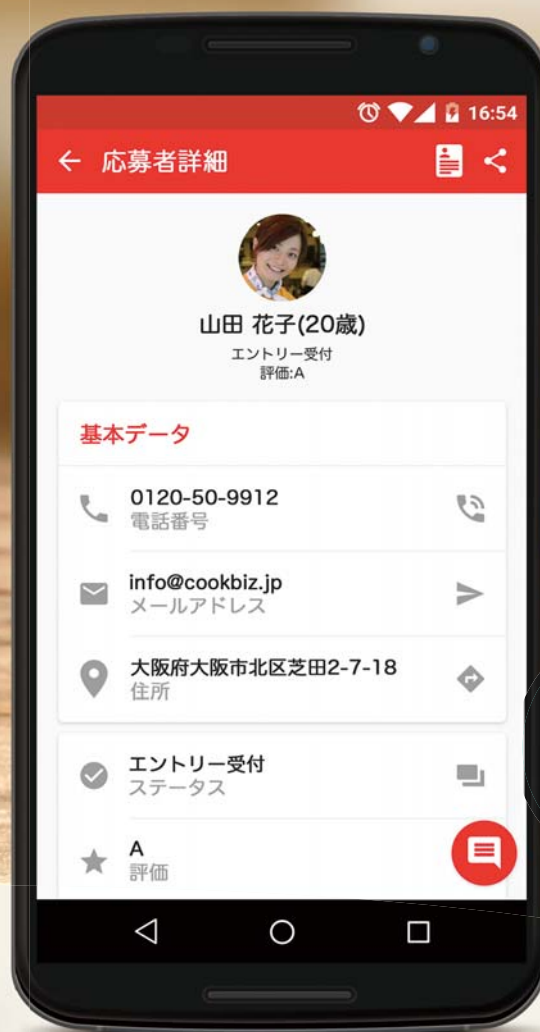 16:54
応募者詳細
山田 花子(20歳)
エントリー受付
評価:A
基本データ
0120-50-9912
電話番号
info@cookbiz.jp
メールアドレス
大阪府大阪市北区芝田2-7-18
住所
エントリー受付
ステータス
A
評価